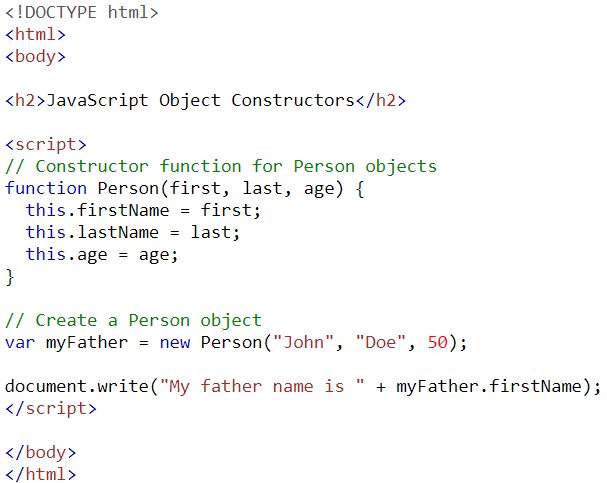 <!DOCTYPE html>
<html>
<body>

<h2>JavaScript Object Constructors</h2>

<script>
// Constructor function for Person objects
function Person(first, last, age) {
  this.firstName = first;
  this.lastName = last;
  this.age = age;
}

// Create a Person object
var myFather = new Person("John", "Doe", 50);

document.write("My father name is " + myFather.firstName);
</script>

</body>
</html>